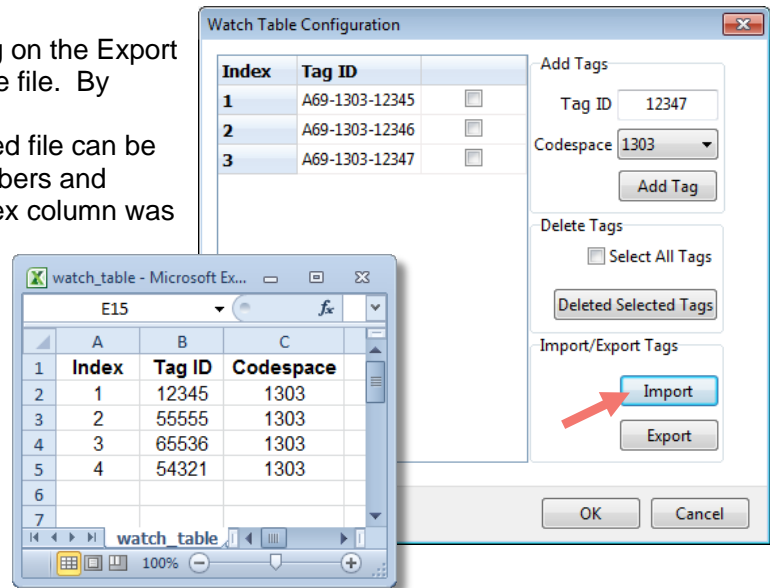 g on the Export
e file. By
ed file can be
bers and
ex column was
Watch Table Configuration
Index Tag ID
1 A69-1303-12345
2 A69-1303-12346
3 A69-1303-12347
Add Tags
Tag ID 12347
Codespace 1303
Add Tag
Delete Tags
Select All Tags
Deleted Selected Tags
Import/Export Tags
Import
Export
OK Cancel
watch_table - Microsoft Ex...
E15 fx
A B C
1 Index Tag ID Codespace
2 1 12345 1303
3 2 55555 1303
4 3 65536 1303
5 4 54321 1303
6
7
watch_table
100%